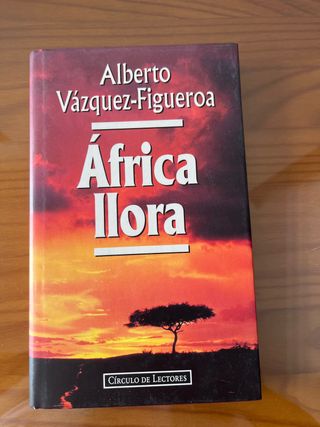 Alberto
Vázquez-Figueroa
África
llora
CÍRCULO DE LECTORES